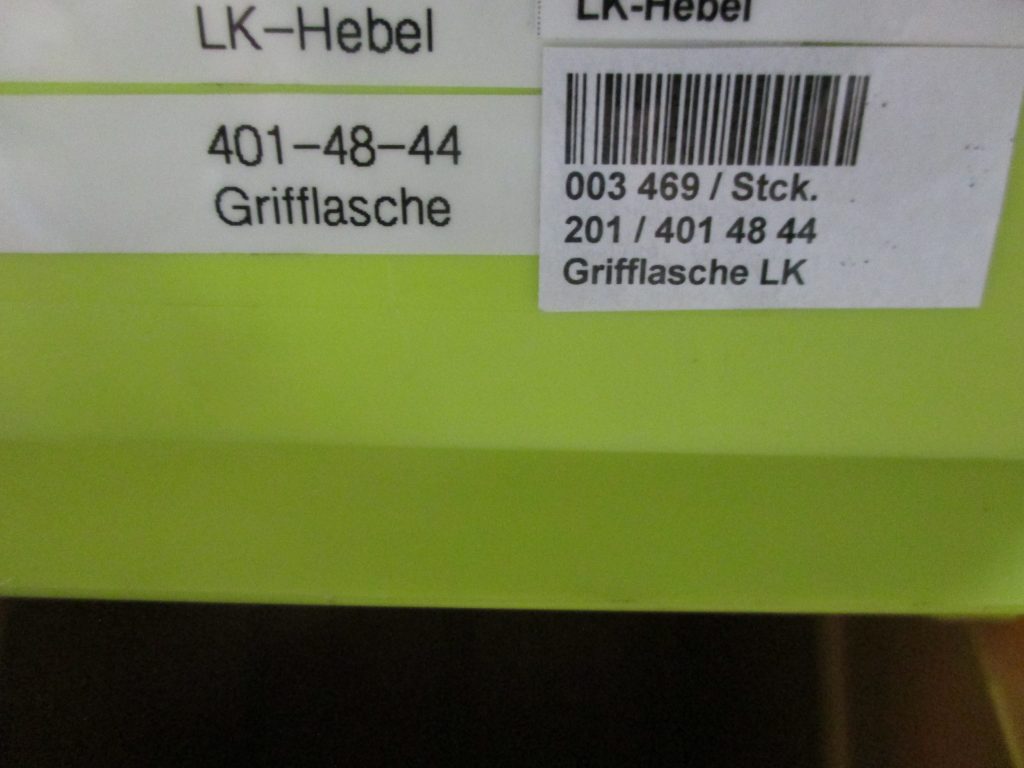 LK-Hebel
401-48-44
Grifflasche
LK-Hebel
003 469 / Stck.
201 / 401 48 44
Grifflasche LK